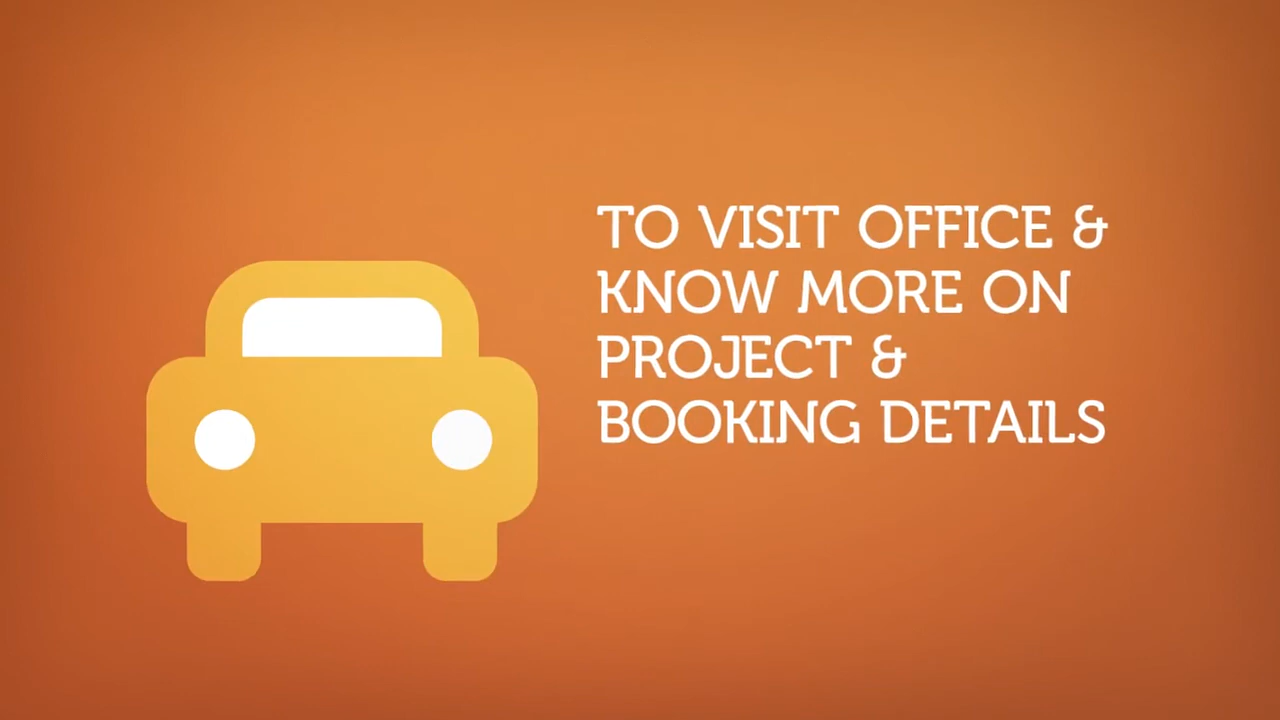 TO VISIT OFFICE &
KNOW MORE ON
PROJECT &
BOOKING DETAILS